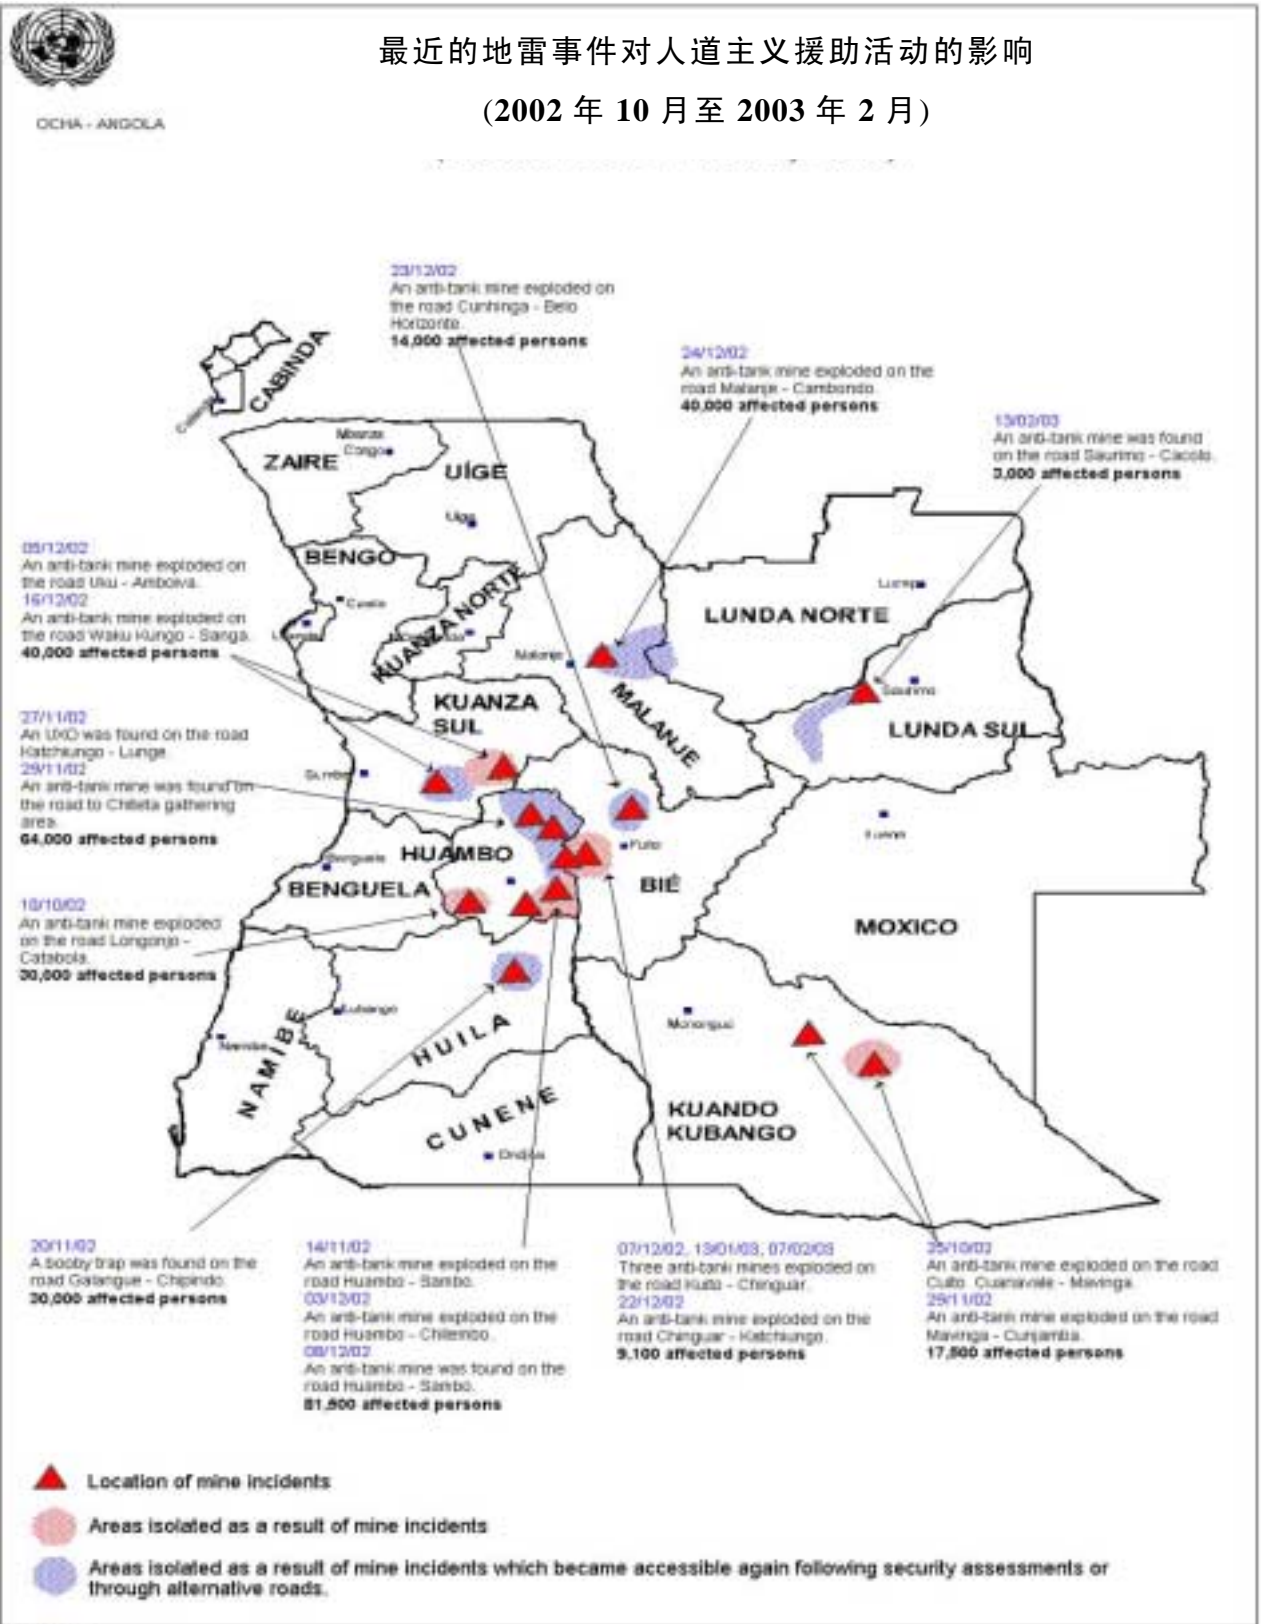 最近的地雷事件对人道主义援助活动的影响
(2002 年 10 月至 2003 年 2 月)
OCHA - ANGOLA
23/12/02
An anti-tank mine exploded on
the road Cunhinga - Belo
Horizonte.
14,000 affected persons
24/12/02
An anti-tank mine exploded on the
road Malanje - Cambondo.
40,000 affected persons
13/02/03
An anti-tank mine was found
on the road Saurimo - Cacolo.
3,000 affected persons
CABINDA
ZAIRE
Mbanza
Congo
UÍGE
Uíge
05/12/02
An anti-tank mine exploded on
the road Uku - Amboiva.
16/12/02
An anti-tank mine exploded on
the road Waku Kungo - Sanga.
40,000 affected persons
BENGO
Caxito
KUANZA NORTE
LUNDA NORTE
Malanje
MALANJE
Saurimo
LUNDA SUL
KUANZA
SUL
27/11/02
An UXO was found on the road
Katchiungo - Lunge.
29/11/02
An anti-tank mine was found on
the road to Chiteta gathering
area.
64,000 affected persons
Sumbe
Luena
HUAMBO
Kuito
BIÉ
Benguela
BENGUELA
MOXICO
10/10/02
An anti-tank mine exploded
on the road Longonjo -
Catabola.
30,000 affected persons
Lubango
Menongue
Namibe
NAMIBE
HUILA
KUANDO
KUBANGO
CUNENE
Ondjiva
20/11/02
A booby trap was found on the
road Galangue - Chipindo.
30,000 affected persons
14/11/02
An anti-tank mine exploded on the
road Huambo - Sambo.
03/12/02
An anti-tank mine exploded on the
road Huambo - Chilembo.
08/12/02
An anti-tank mine was found on the
road Huambo - Sambo.
81,500 affected persons
07/12/02, 13/01/03, 07/02/03
Three anti-tank mines exploded on
the road Kuito - Chinguar.
22/12/02
An anti-tank mine exploded on the
road Chinguar - Katchiungo.
9,100 affected persons
25/10/02
An anti-tank mine exploded on the road
Cuito Cuanavale - Mavinga.
29/11/02
An anti-tank mine exploded on the road
Mavinga - Cunjamba.
17,500 affected persons
Location of mine incidents
Areas isolated as a result of mine incidents
Areas isolated as a result of mine incidents which became accessible again following security assessments or
through alternative roads.